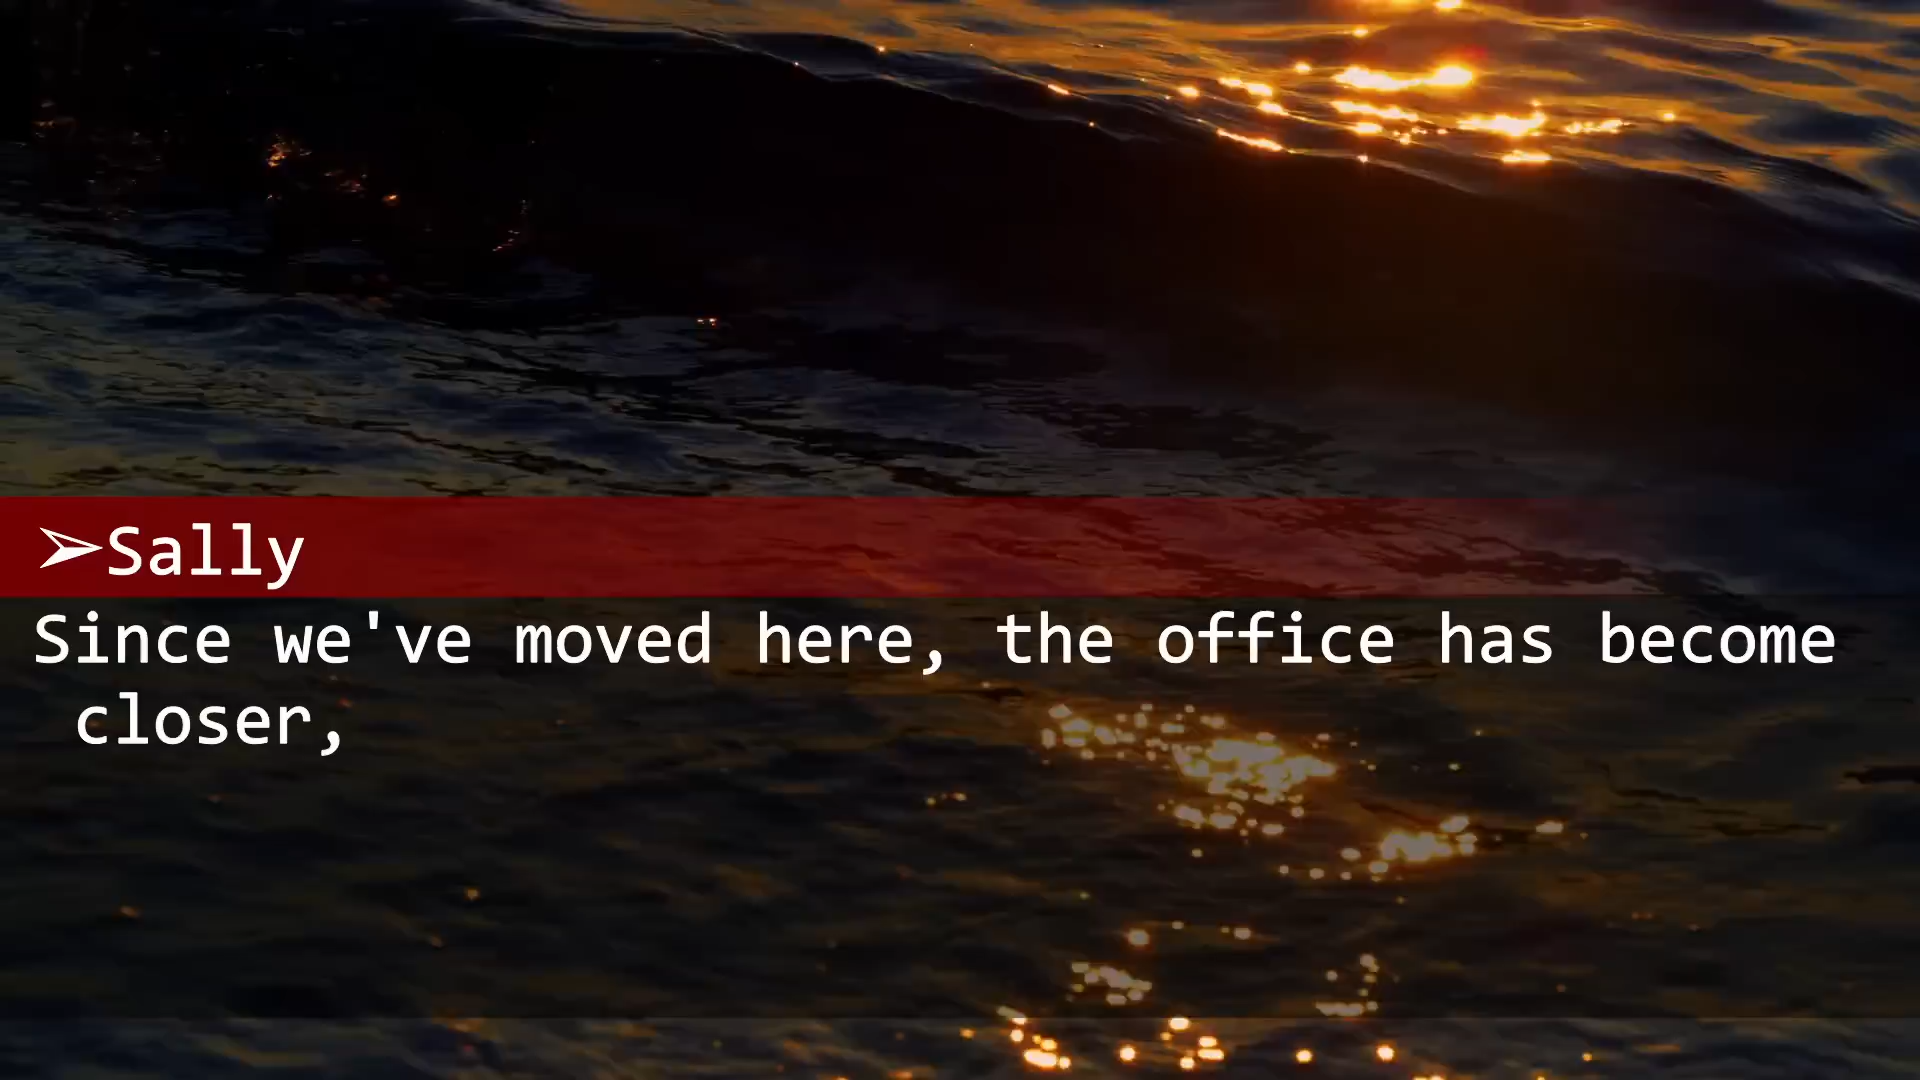 ➢Sally
Since we've moved here, the office has become
closer,